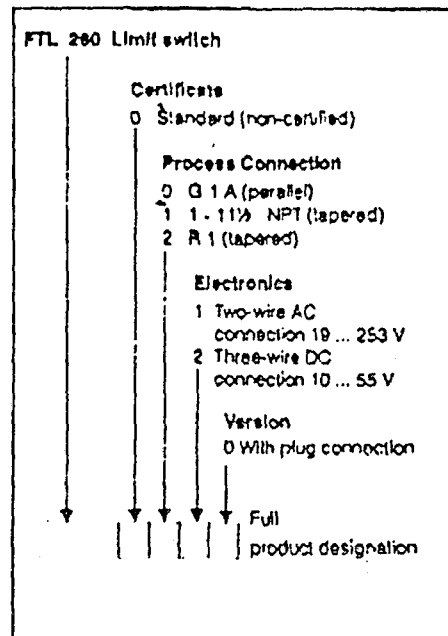 FTL 260 Limit switch
Certificate
0 Standard (non-certified)
Process Connection
0 G 1 A (parallel)
1 1 - 11½ NPT (tapered)
2 R 1 (tapered)
Electronics
1 Two-wire AC
connection 19 ... 253 V
2 Three-wire DC
connection 10 ... 55 V
Version
0 With plug connection
Full
product designation